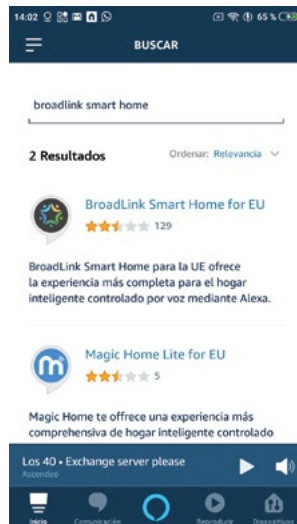 14:02 65 %
BUSCAR
broadlink smart home
2 Resultados Ordenar: Relevancia
BroadLink Smart Home for EU
129
BroadLink Smart Home para la UE ofrece
la experiencia más completa para el hogar
inteligente controlado por voz mediante Alexa.
m
Magic Home Lite for EU
5
Magic Home te offrece una experiencia más
comprehensiva de hogar inteligente controlado
Los 40 • Exchange server please
Ascendeo
Inicio Comunicación Reproducir Dispositivos